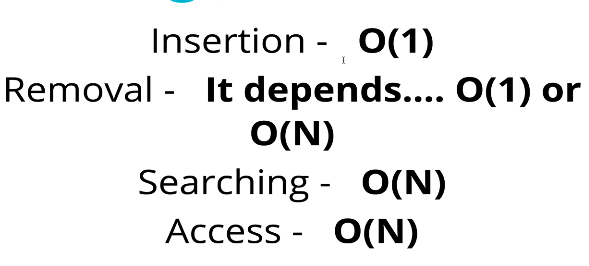 Insertion - O(1)
Removal - It depends.... O(1) or
O(N)
Searching - O(N)
Access - O(N)